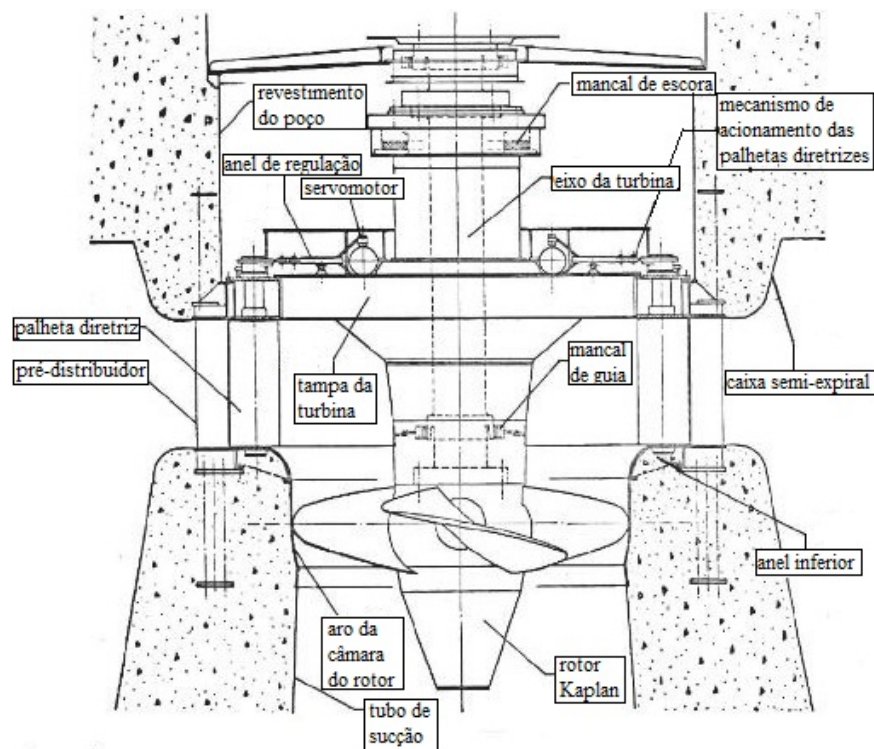 revestimento
do poço
mancal de escora
mecanismo de
acionamento das
palhetas diretrizes
anel de regulação
servomotor
eixo da turbina
palheta diretriz
pré-distribuidor
tampa da
turbina
mancal
de guia
caixa semi-expiral
anel inferior
aro da
câmara
do rotor
rotor
Kaplan
tubo de
sucção